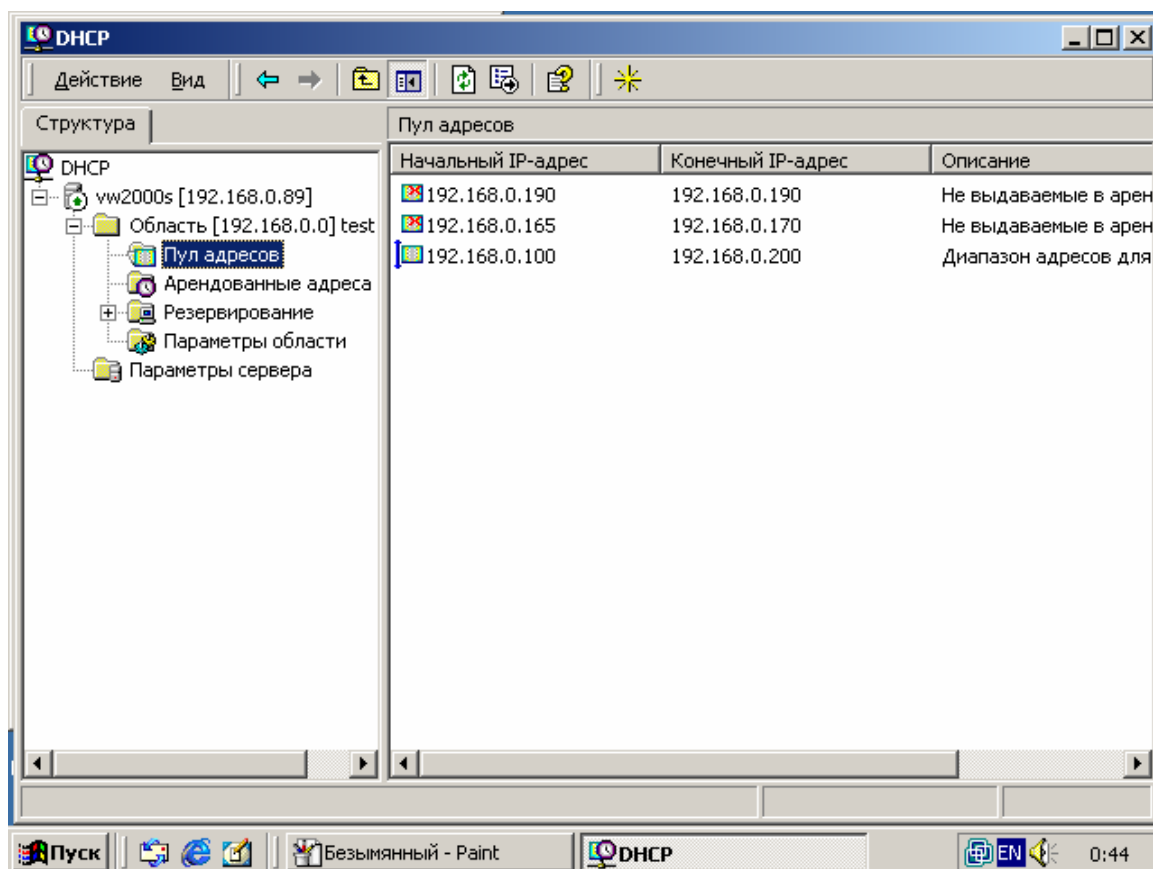 DHCP
Действие Вид
Структура
Пул адресов
DHCP
vw2000s [192.168.0.89]
Область [192.168.0.0] test
Пул адресов
Арендованные адреса
Резервирование
Параметры области
Параметры сервера
Начальный IP-адрес Конечный IP-адрес Описание
192.168.0.190 192.168.0.190 Не выдаваемые в арен
192.168.0.165 192.168.0.170 Не выдаваемые в арен
192.168.0.100 192.168.0.200 Диапазон адресов для
Пуск Безымянный - Paint DHCP EN 0:44